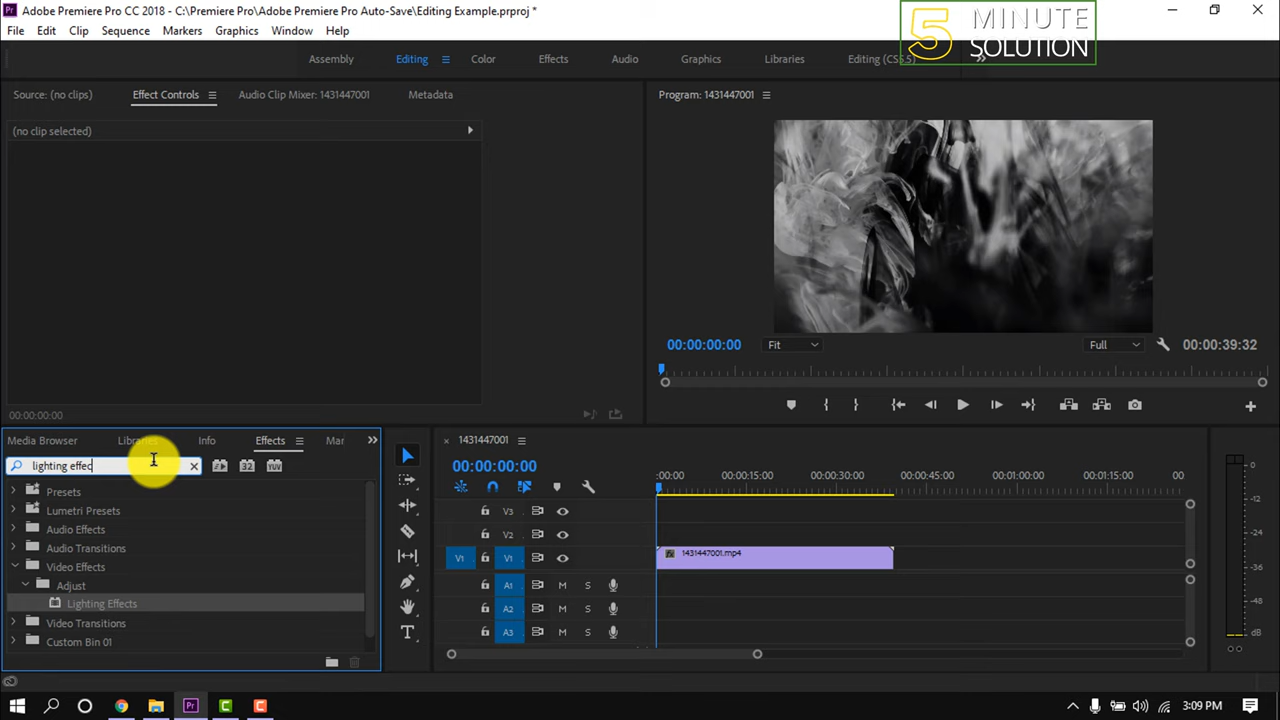 Adobe Premiere Pro CC 2018 - C:\Premiere Pro\Adobe Premiere Pro Auto-Save\Editing Example.prproj *
5 MINUTE SOLUTION
File Edit Clip Sequence Markers Graphics Window Help
Assembly Editing Color Effects Audio Graphics Libraries Editing (CS5.5)
Source: (no clips) Effect Controls Audio Clip Mixer: 1431447001 Metadata
Program: 1431447001
(no clip selected)
00:00:00:00 Fit Full 00:00:39:32
00:00:00:00
Media Browser Libraries Info Effects Mar
1431447001
lighting effec
00:00:00:00
:00:00 00:00:15:00 00:00:30:00 00:00:45:00 00:01:00:00 00:01:15:00 00
Presets
Lumetri Presets
Audio Effects
Audio Transitions
Video Effects
Adjust
Lighting Effects
Video Transitions
Custom Bin 01
V3
V2
V1 V1 1431447001.mp4
A1 M S
A2 M S
A3 M S
0
-12
-24
-36
-48
dB
3:09 PM